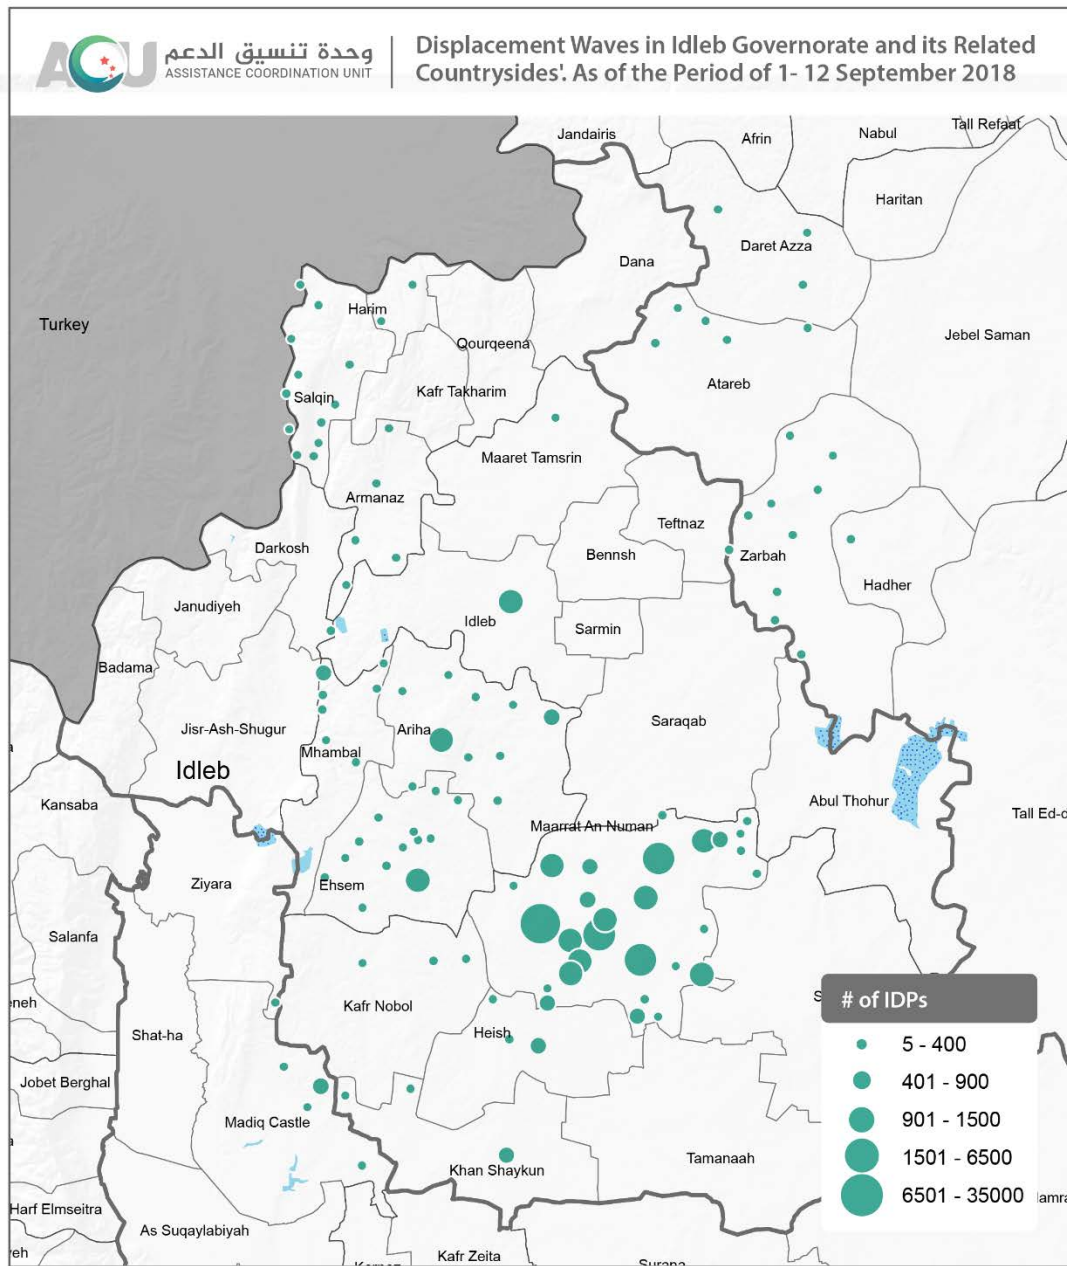 ACU
وحدة تنسيق الدعم
ASSISTANCE COORDINATION UNIT
Displacement Waves in Idleb Governorate and its Related
Countrysides'. As of the Period of 1- 12 September 2018
Jandairis
Afrin
Nabul
Tall Refaat
Haritan
Daret Azza
Dana
Harim
Turkey
Qourqeena
Jebel Saman
Atareb
Kafr Takharim
Salqin
Maaret Tamsrin
Armanaz
Teftnaz
Darkosh
Bennsh
Zarbah
Hadher
Janudiyeh
Idleb
Sarmin
Badama
Jisr-Ash-Shugur
Ariha
Saraqab
Mhambal
Idleb
Kansaba
Abul Thohur
Tall Ed-d
Maarrat An Numan
Ziyara
Ehsem
Salanfa
eneh
Kafr Nobol
S
Shat-ha
Heish
Jobet Berghal
Madiq Castle
Khan Shaykun
Tamanaah
Harf Elmseitra
As Suqaylabiyah
yeh
Kafr Zeita
# of IDPs
5 - 400
401 - 900
901 - 1500
1501 - 6500
6501 - 35000